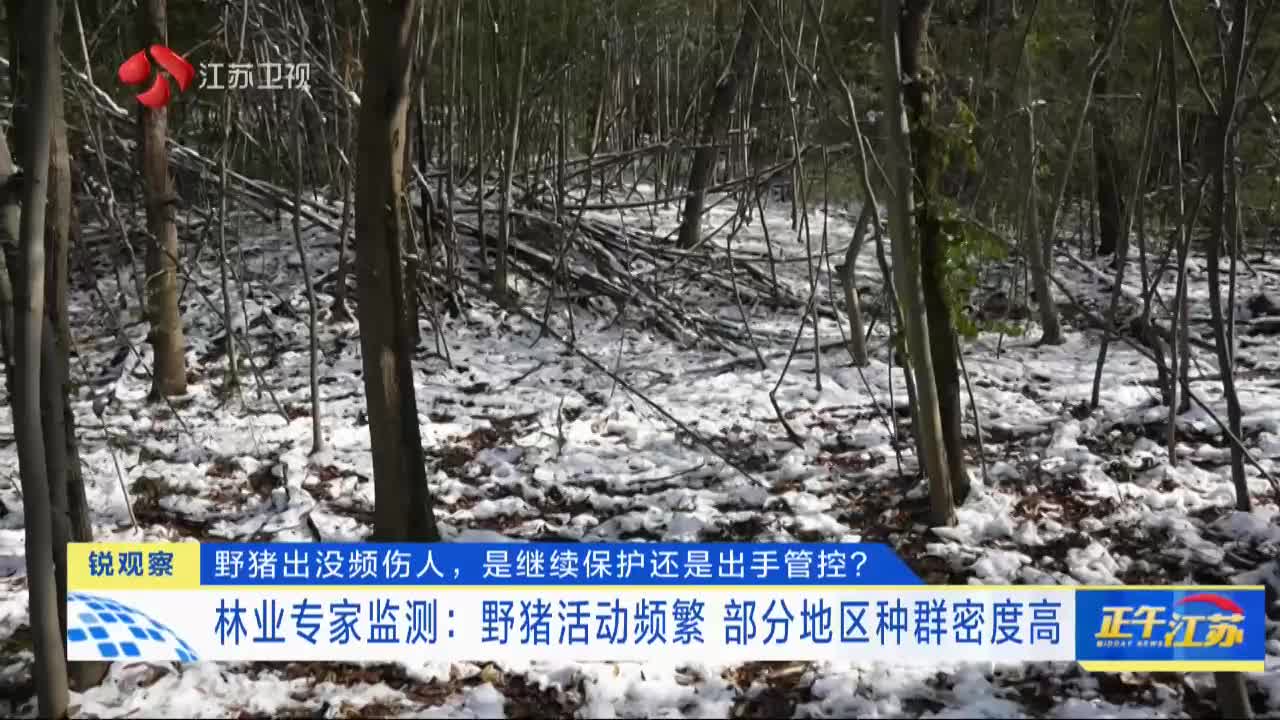 江苏卫视
锐观察
野猪出没频伤人，是继续保护还是出手管控？
林业专家监测：野猪活动频繁 部分地区种群密度高
正午江苏
MIDDAY NEWS